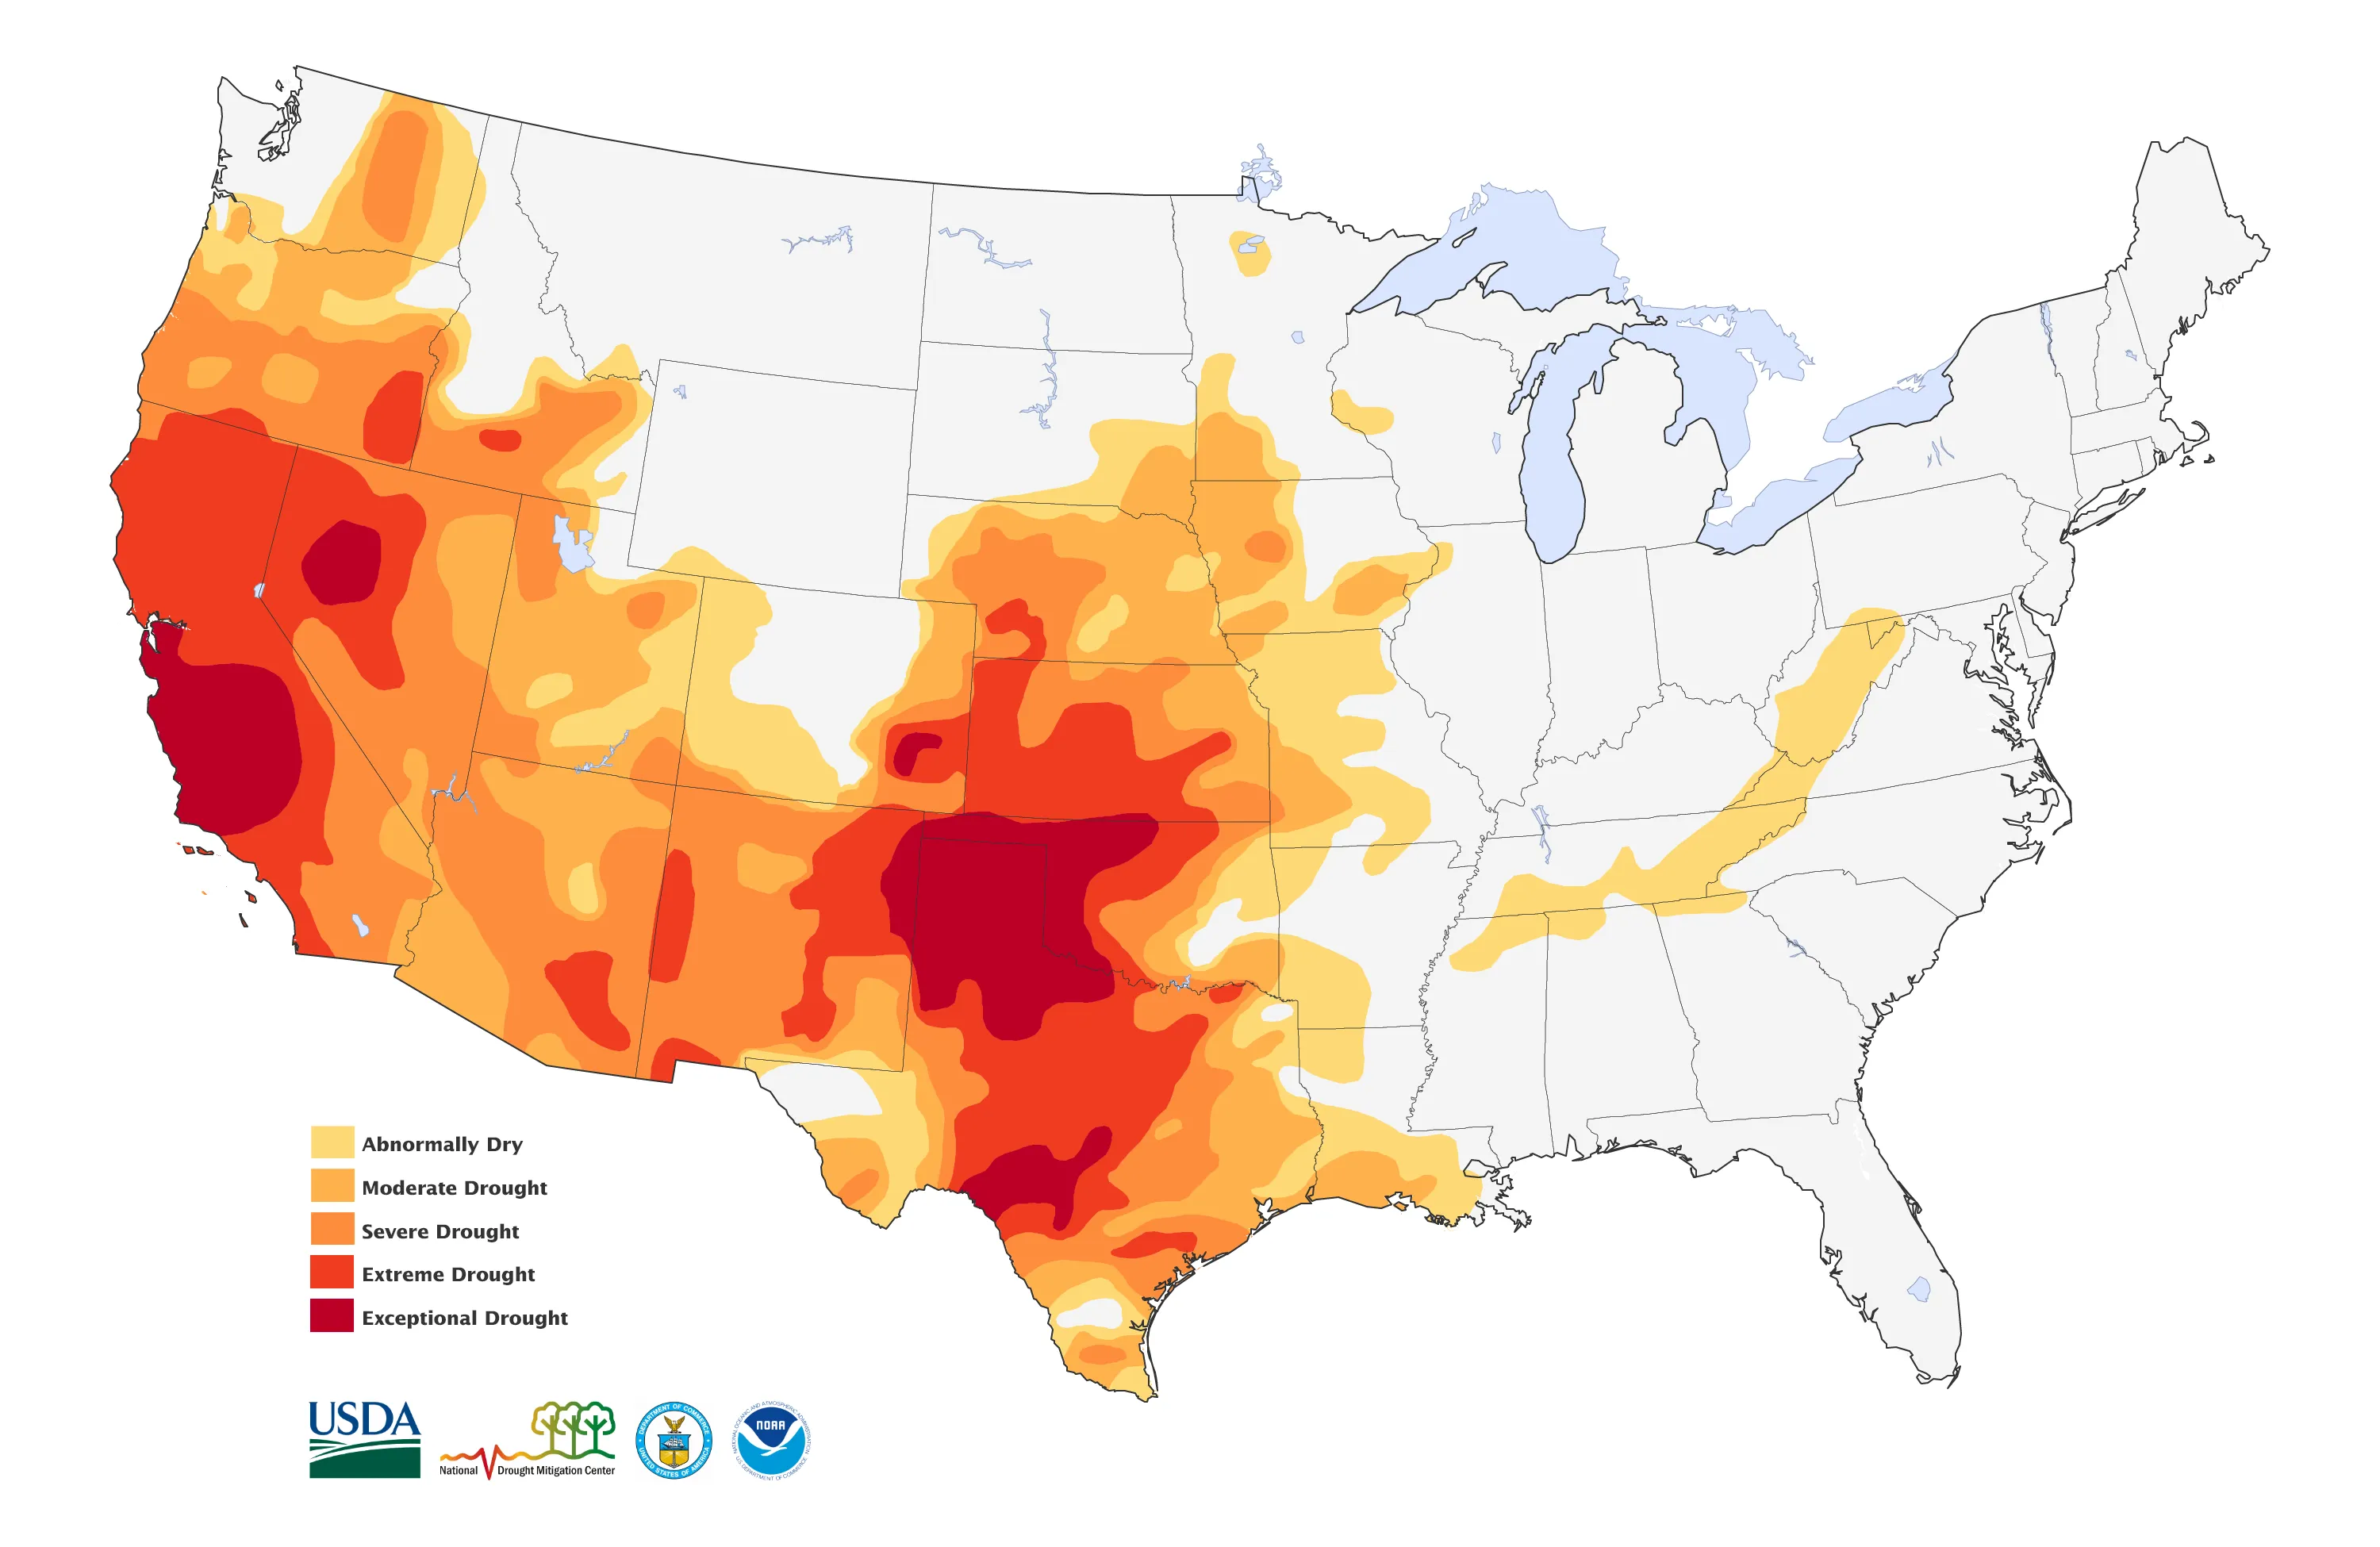 Abnormally Dry
Moderate Drought
Severe Drought
Extreme Drought
Exceptional Drought
USDA
National Drought Mitigation Center
DEPARTMENT OF COMMERCE
UNITED STATES OF AMERICA
NATIONAL OCEANIC AND ATMOSPHERIC ADMINISTRATION
NOAA
U.S. DEPARTMENT OF COMMERCE